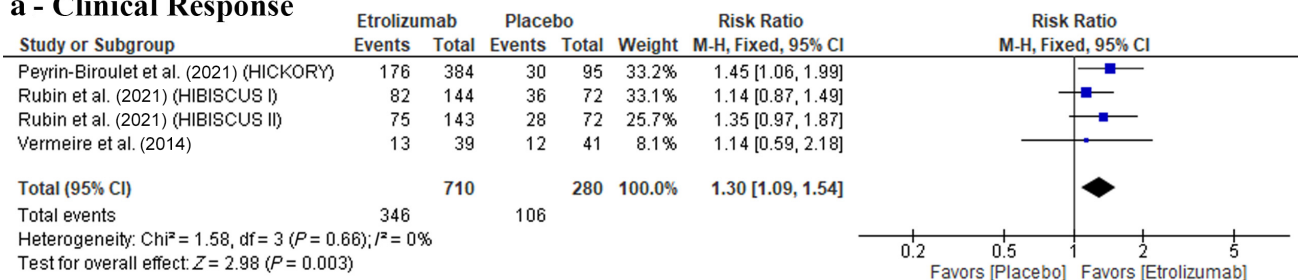 a - Clinical Response
Etrolizumab Placebo Risk Ratio Risk Ratio
Study or Subgroup Events Total Events Total Weight M-H, Fixed, 95% CI M-H, Fixed, 95% CI
Peyrin-Biroulet et al. (2021) (HICKORY) 176 384 30 95 33.2% 1.45 [1.06, 1.99]
Rubin et al. (2021) (HIBISCUS I) 82 144 36 72 33.1% 1.14 [0.87, 1.49]
Rubin et al. (2021) (HIBISCUS II) 75 143 28 72 25.7% 1.35 [0.97, 1.87]
Vermeire et al. (2014) 13 39 12 41 8.1% 1.14 [0.59, 2.18]
Total (95% CI) 710 280 100.0% 1.30 [1.09, 1.54]
Total events 346 106
Heterogeneity: Chi² = 1.58, df = 3 (P = 0.66); I² = 0%
Test for overall effect: Z = 2.98 (P = 0.003)
0.2 0.5 1 2 5
Favors [Placebo] Favors [Etrolizumab]